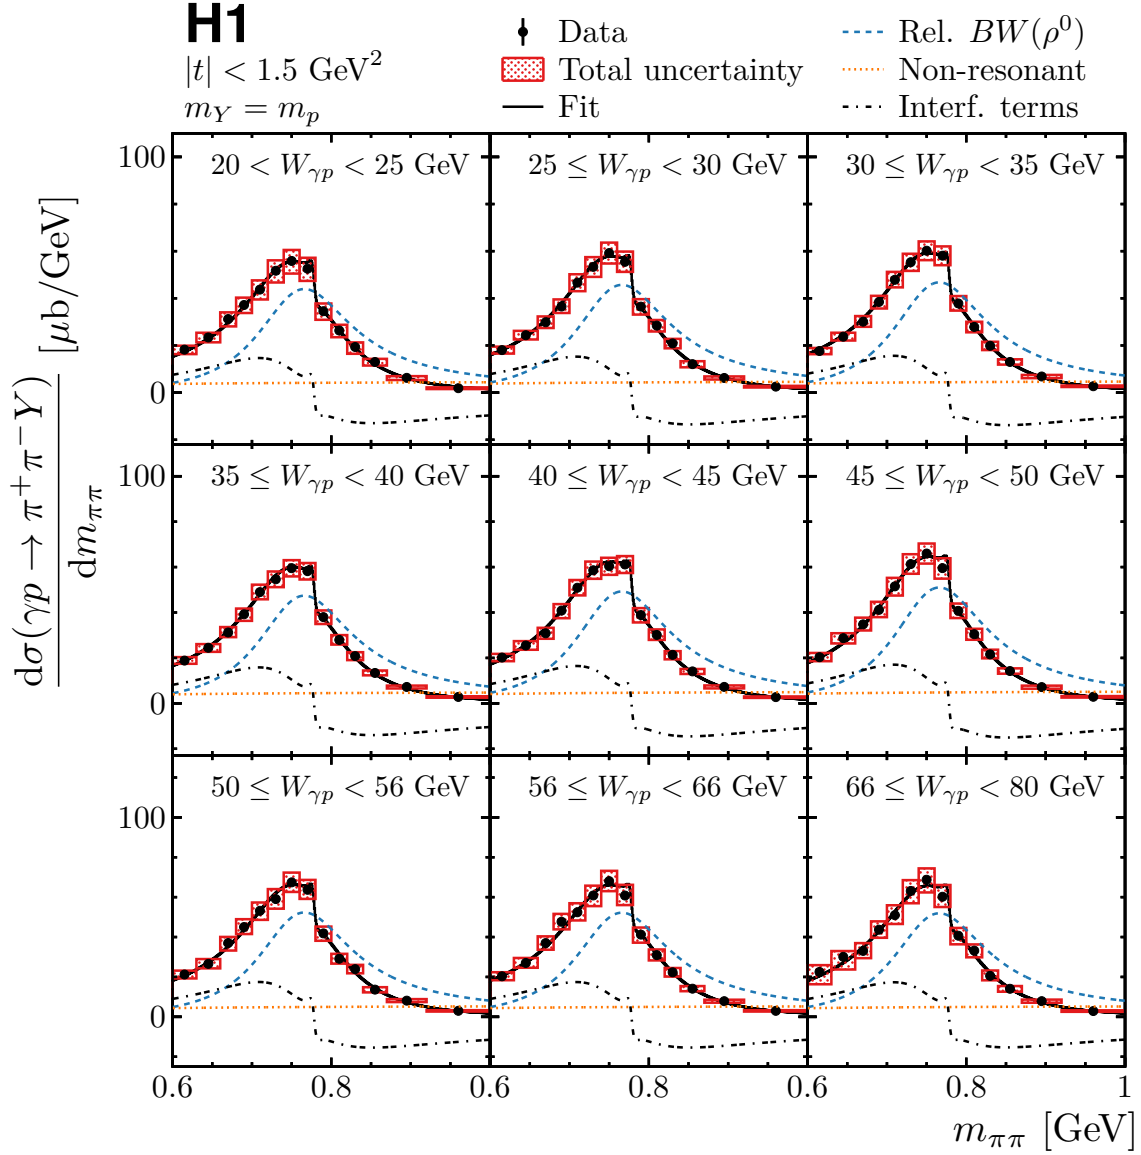 H1
|t| < 1.5 GeV²
m_Y = m_p
Data
Total uncertainty
Fit
Rel. BW(ρ⁰)
Non-resonant
Interf. terms
dσ(γp → π⁺π⁻Y)
dm_ππ
[μb/GeV]
100
20 < W_γp < 25 GeV
25 ≤ W_γp < 30 GeV
30 ≤ W_γp < 35 GeV
0
100
35 ≤ W_γp < 40 GeV
40 ≤ W_γp < 45 GeV
45 ≤ W_γp < 50 GeV
0
100
50 ≤ W_γp < 56 GeV
56 ≤ W_γp < 66 GeV
66 ≤ W_γp < 80 GeV
0
0.6 0.8 0.6 0.8 0.6 0.8 1
m_ππ [GeV]